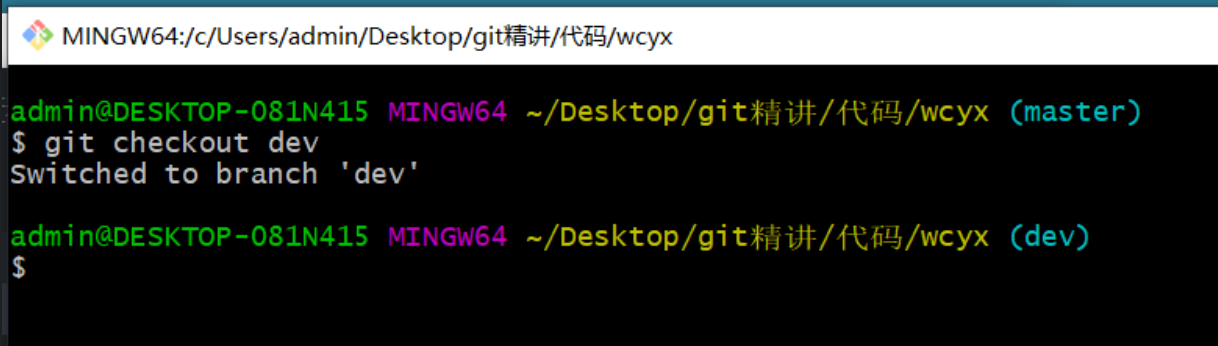 MINGW64:/c/Users/admin/Desktop/git精讲/代码/wcyx
admin@DESKTOP-081N415 MINGW64 ~/Desktop/git精讲/代码/wcyx (master)
$ git checkout dev
Switched to branch 'dev'
admin@DESKTOP-081N415 MINGW64 ~/Desktop/git精讲/代码/wcyx (dev)
$